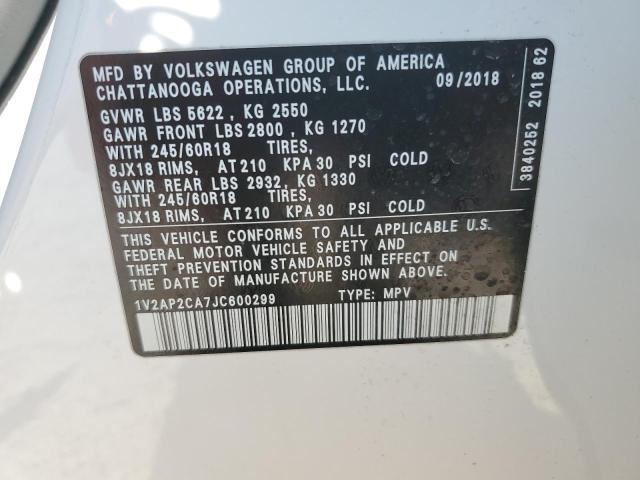 MFD BY VOLKSWAGEN GROUP OF AMERICA
CHATTANOOGA OPERATIONS, LLC. 09/2018
GVWR LBS 5622 , KG 2550
GAWR FRONT LBS 2800 , KG 1270
WITH 245/60R18 TIRES,
8JX18 RIMS, AT 210 KPA 30 PSI COLD
GAWR REAR LBS 2932, KG 1330
WITH 245/60R18 TIRES,
8JX18 RIMS, AT 210 KPA 30 PSI COLD
THIS VEHICLE CONFORMS TO ALL APPLICABLE U.S.
FEDERAL MOTOR VEHICLE SAFETY AND
THEFT PREVENTION STANDARDS IN EFFECT ON
THE DATE OF MANUFACTURE SHOWN ABOVE.
1V2AP2CA7JC600299 TYPE: MPV
3840252 2018 62